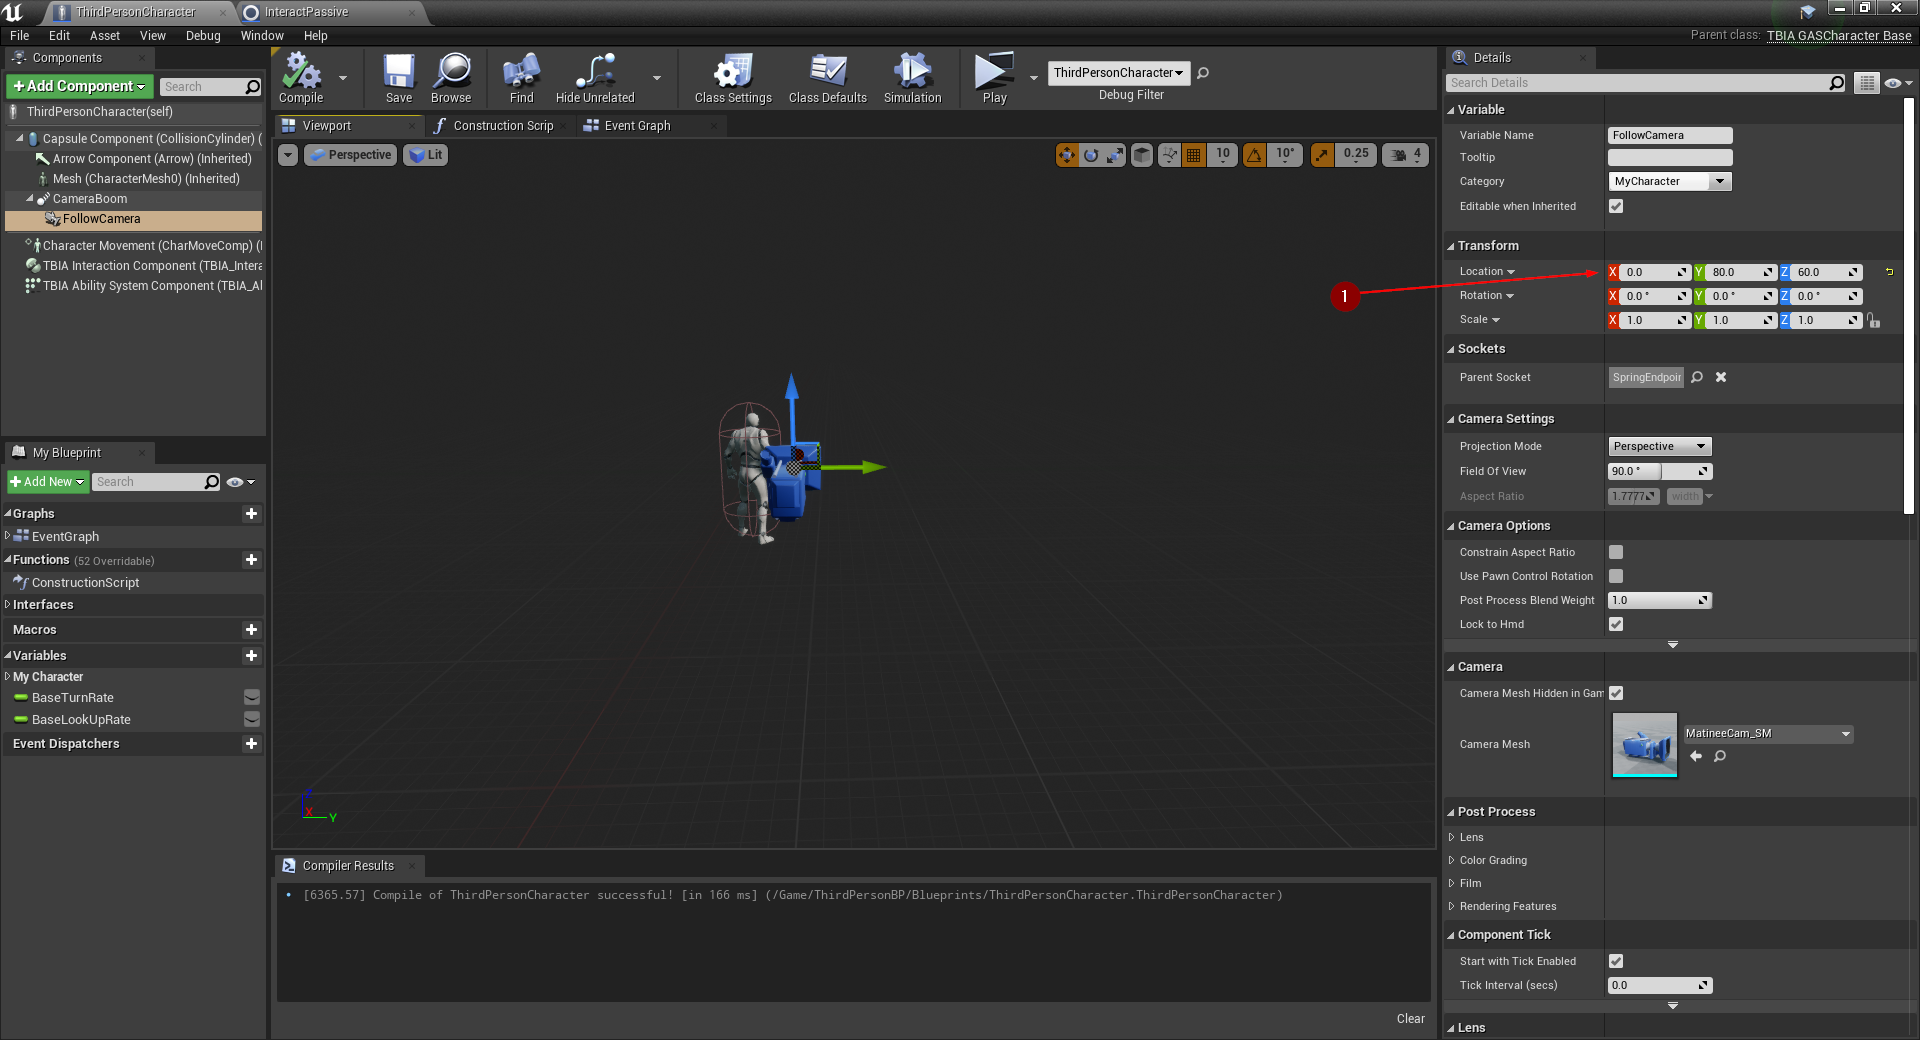 ThirdPersonCharacter
InteractPassive
File Edit Asset View Debug Window Help
Parent class: TBIA GASCharacter Base
Components
+ Add Component
Search
ThirdPersonCharacter(self)
Capsule Component (CollisionCylinder) (
Arrow Component (Arrow) (Inherited)
Mesh (CharacterMesh0) (Inherited)
CameraBoom
FollowCamera
Character Movement (CharMoveComp) (I
TBIA Interaction Component (TBIA_Intera
TBIA Ability System Component (TBIA_Al
My Blueprint
+ Add New
Search
Graphs
EventGraph
Functions (52 Overridable)
ConstructionScript
Interfaces
Macros
Variables
My Character
BaseTurnRate
BaseLookUpRate
Event Dispatchers
Compile
Save
Browse
Find
Hide Unrelated
Class Settings
Class Defaults
Simulation
Play
ThirdPersonCharacter
Debug Filter
Viewport
Construction Scrip
Event Graph
Perspective
Lit
10
10°
0.25
4
X
Y
1
Compiler Results
[6365.57] Compile of ThirdPersonCharacter successful! [in 166 ms] (/Game/ThirdPersonBP/Blueprints/ThirdPersonCharacter.ThirdPersonCharacter)
Clear
Details
Search Details
Variable
Variable Name FollowCamera
Tooltip
Category MyCharacter
Editable when Inherited
Transform
Location X 0.0 Y 80.0 Z 60.0
Rotation X 0.0 ° Y 0.0 ° Z 0.0 °
Scale X 1.0 Y 1.0 Z 1.0
Sockets
Parent Socket SpringEndpoin
Camera Settings
Projection Mode Perspective
Field Of View 90.0 °
Aspect Ratio 1.7777 width
Camera Options
Constrain Aspect Ratio
Use Pawn Control Rotation
Post Process Blend Weight 1.0
Lock to Hmd
Camera
Camera Mesh Hidden in Gam
Camera Mesh MatineeCam_SM
Post Process
Lens
Color Grading
Film
Rendering Features
Component Tick
Start with Tick Enabled
Tick Interval (secs) 0.0
Lens